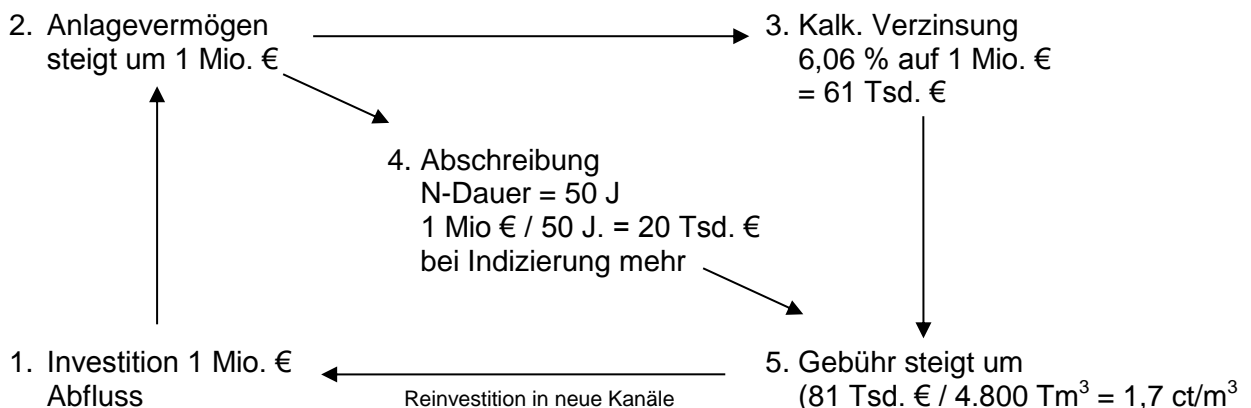 2. Anlagevermögen
steigt um 1 Mio. €
3. Kalk. Verzinsung
6,06 % auf 1 Mio. €
= 61 Tsd. €
4. Abschreibung
N-Dauer = 50 J
1 Mio € / 50 J. = 20 Tsd. €
bei Indizierung mehr
1. Investition 1 Mio. €
Abfluss
Reinvestition in neue Kanäle
5. Gebühr steigt um
(81 Tsd. € / 4.800 Tm³ = 1,7 ct/m³